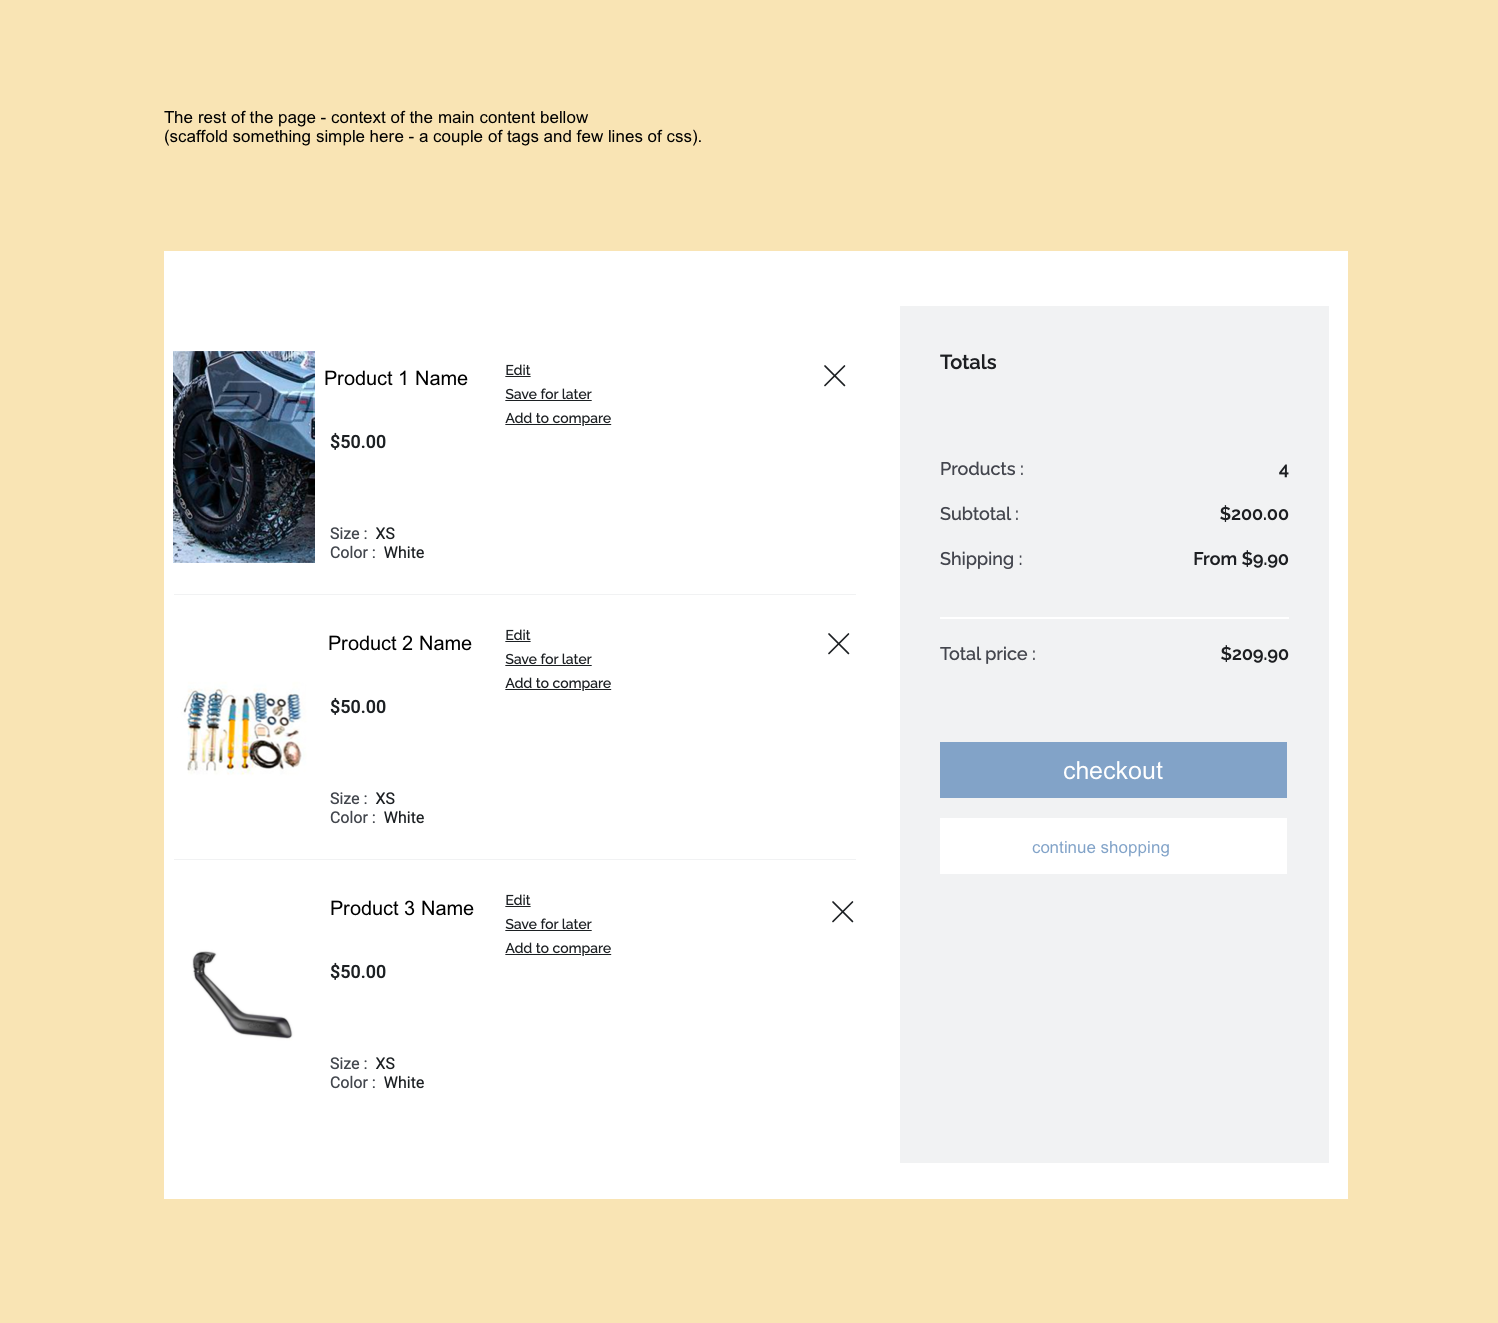 The rest of the page - context of the main content bellow
(scaffold something simple here - a couple of tags and few lines of css).
Product 1 Name
$50.00
Size : XS
Color : White
Edit
Save for later
Add to compare
Product 2 Name
$50.00
Size : XS
Color : White
Edit
Save for later
Add to compare
Product 3 Name
$50.00
Size : XS
Color : White
Edit
Save for later
Add to compare
Totals
Products : 4
Subtotal : $200.00
Shipping : From $9.90
Total price : $209.90
checkout
continue shopping